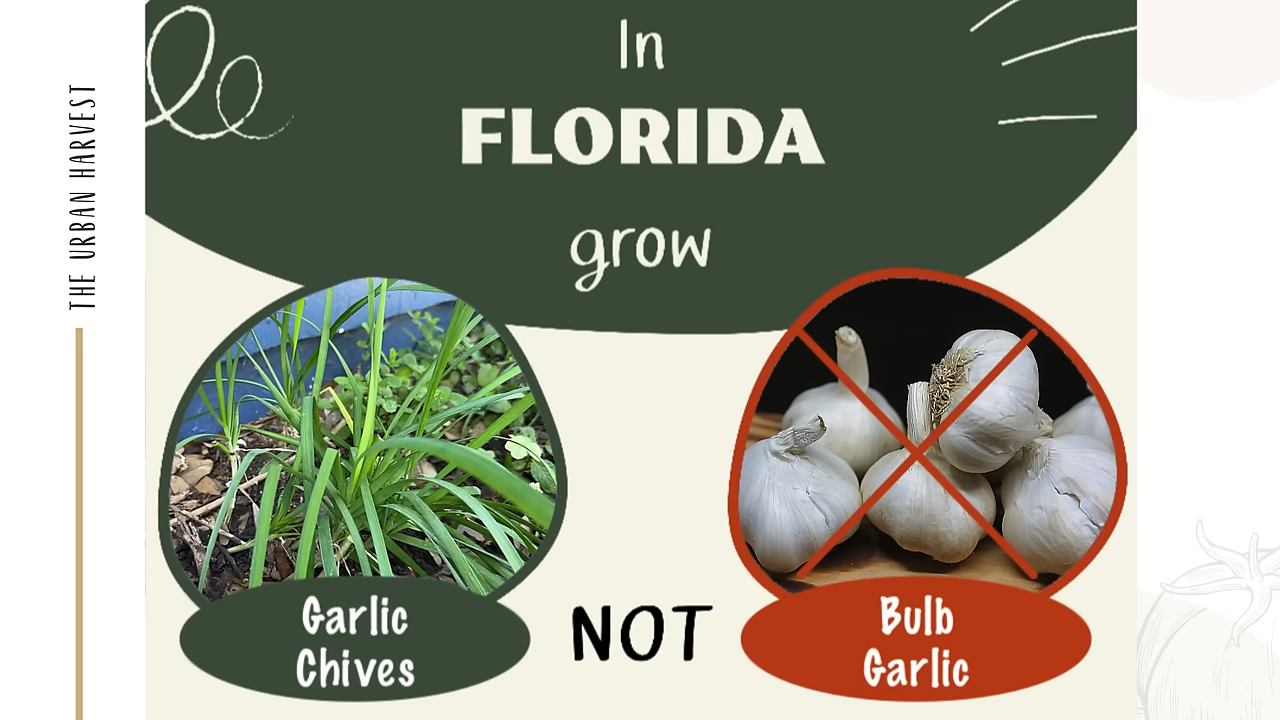 THE URBAN HARVEST
In
FLORIDA
grow
Garlic
Chives
NOT
Bulb
Garlic